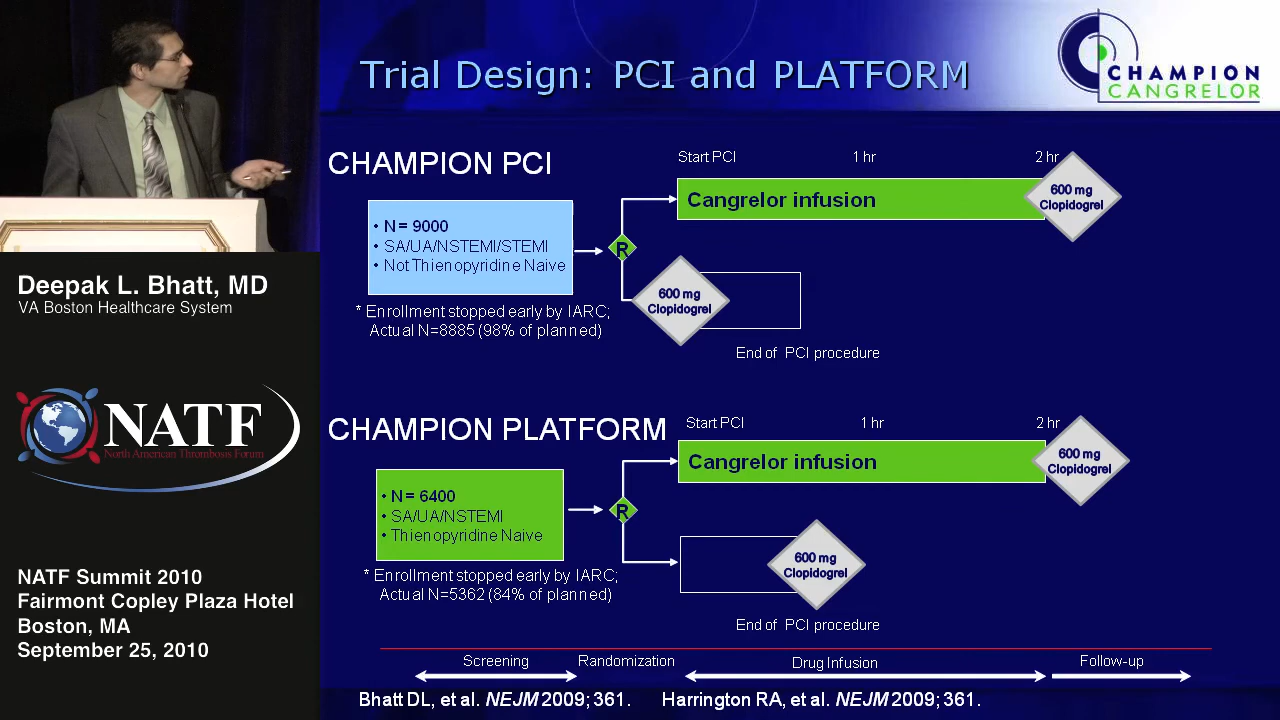 Trial Design: PCI and PLATFORM
CHAMPION
CANGRELOR
CHAMPION PCI
Start PCI
1 hr
2 hr
Cangrelor infusion
600 mg
Clopidogrel
• N = 9000
• SA/UA/NSTEMI/STEMI
• Not Thienopyridine Naive
R
600 mg
Clopidogrel
* Enrollment stopped early by IARC;
Actual N=8885 (98% of planned)
End of PCI procedure
CHAMPION PLATFORM
Start PCI
1 hr
2 hr
Cangrelor infusion
600 mg
Clopidogrel
• N = 6400
• SA/UA/NSTEMI
• Thienopyridine Naive
R
600 mg
Clopidogrel
* Enrollment stopped early by IARC;
Actual N=5362 (84% of planned)
End of PCI procedure
Screening
Randomization
Drug Infusion
Follow-up
Bhatt DL, et al. NEJM 2009; 361.
Harrington RA, et al. NEJM 2009; 361.
Deepak L. Bhatt, MD
VA Boston Healthcare System
NATF
North American Thrombosis Forum
NATF Summit 2010
Fairmont Copley Plaza Hotel
Boston, MA
September 25, 2010